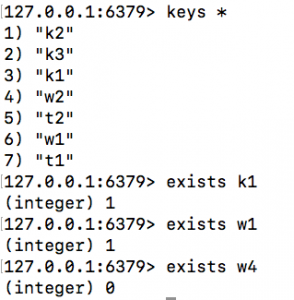 127.0.0.1:6379> keys *
1) "k2"
2) "k3"
3) "k1"
4) "w2"
5) "t2"
6) "w1"
7) "t1"
127.0.0.1:6379> exists k1
(integer) 1
127.0.0.1:6379> exists w1
(integer) 1
127.0.0.1:6379> exists w4
(integer) 0